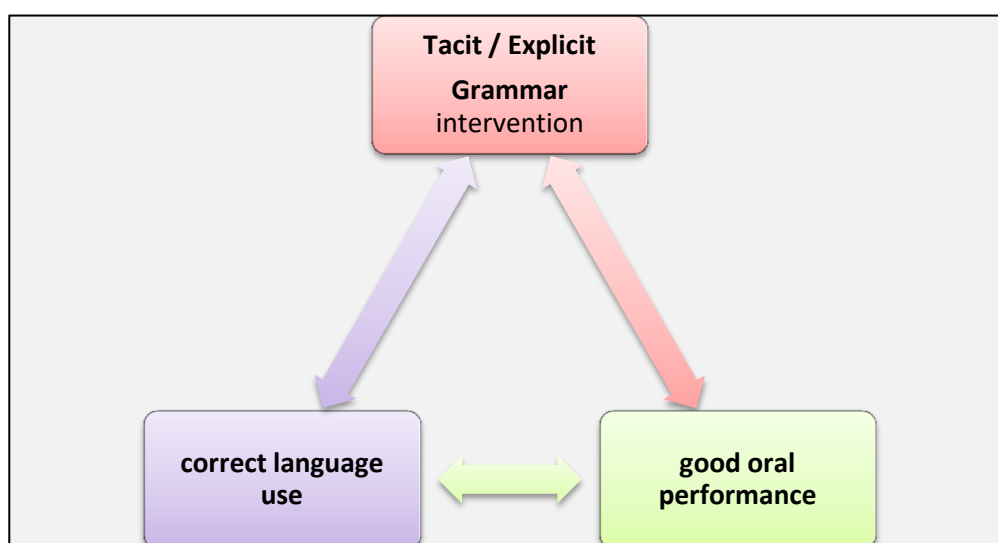 Tacit / Explicit
Grammar
intervention
correct language
use
good oral
performance